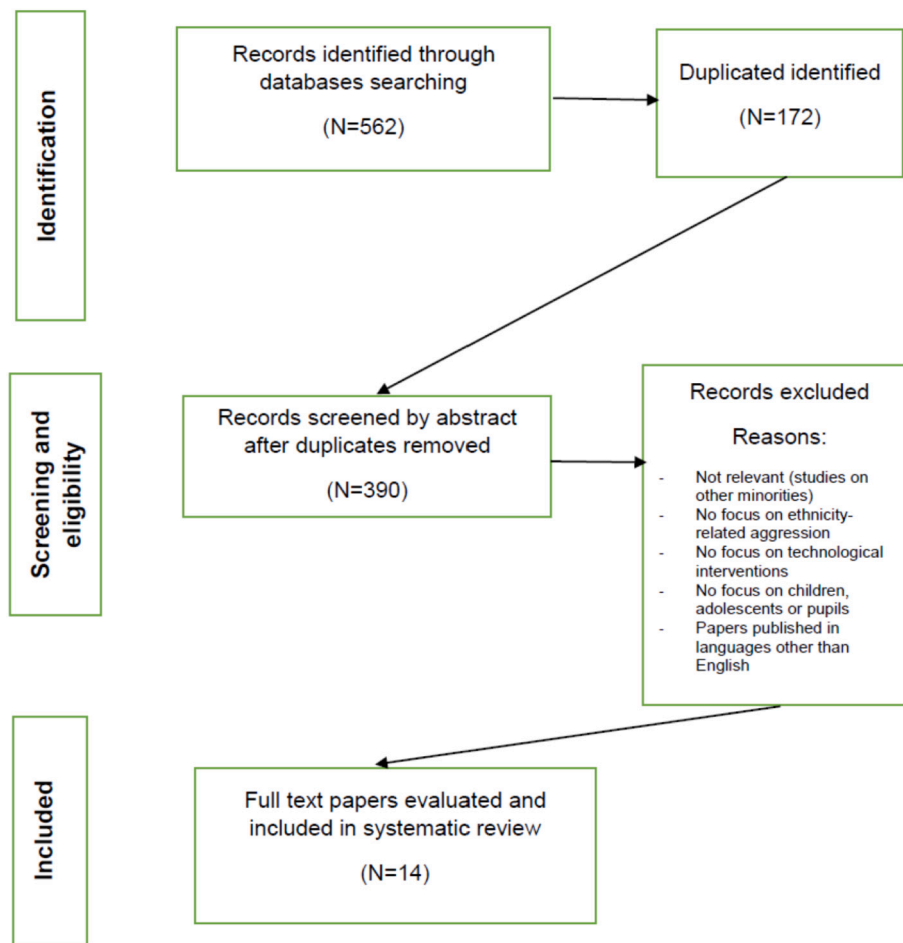 Identification
Records identified through
databases searching
(N=562)
Duplicated identified
(N=172)
Screening and
eligibility
Records screened by abstract
after duplicates removed
(N=390)
Records excluded
Reasons:
- Not relevant (studies on
other minorities)
- No focus on ethnicity-
related aggression
- No focus on technological
interventions
- No focus on children,
adolescents or pupils
- Papers published in
languages other than
English
Included
Full text papers evaluated and
included in systematic review
(N=14)